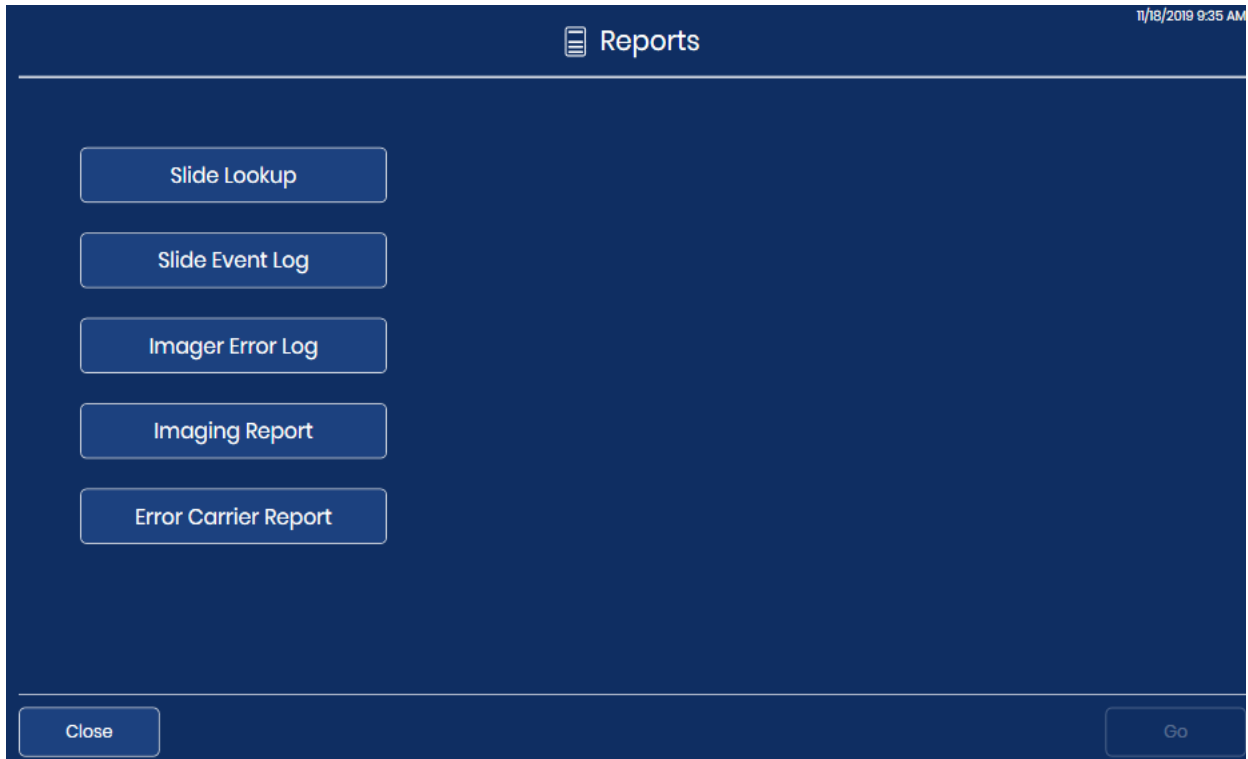 11/18/2019 9:35 AM
Reports
Slide Lookup
Slide Event Log
Imager Error Log
Imaging Report
Error Carrier Report
Close
Go